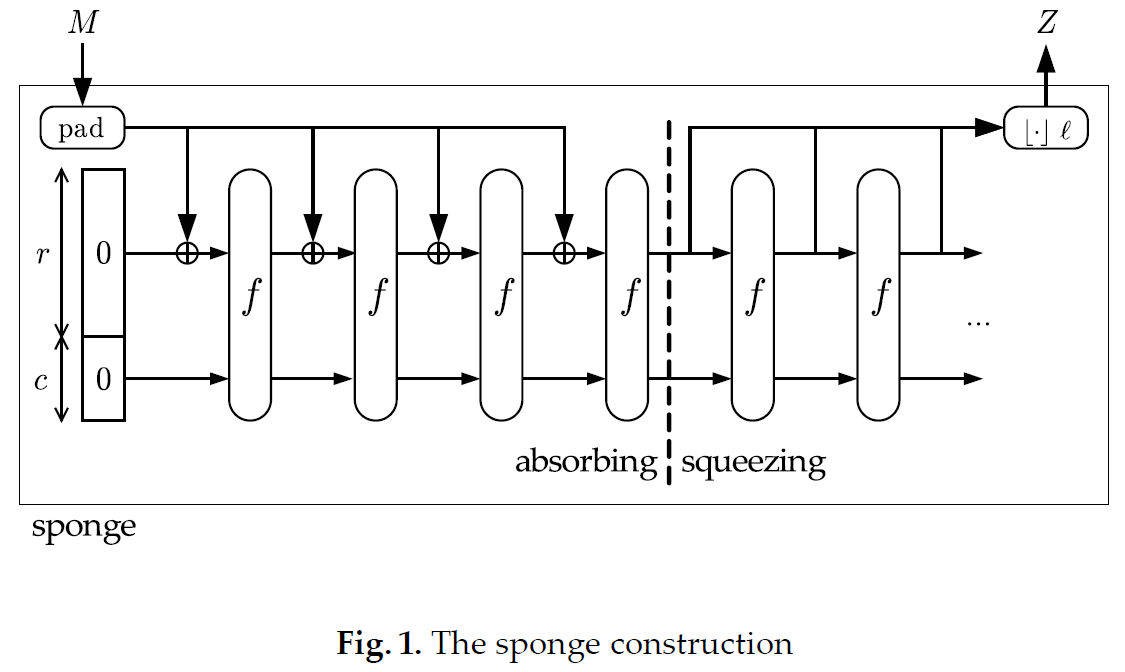 M
Z
pad
⌊·⌋ ℓ
r
0
f
f
f
f
f
f
...
c
0
absorbing
squeezing
sponge
Fig. 1. The sponge construction